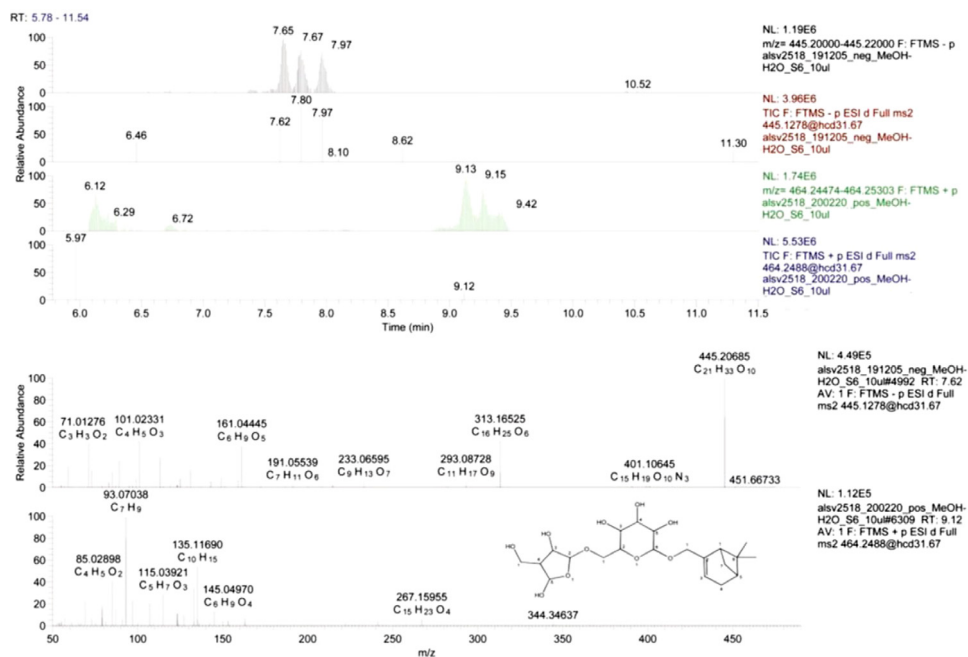 RT: 5.78 - 11.54
Relative Abundance
100
50
0
7.65
7.67
7.97
10.52
NL: 1.19E6
m/z= 445.20000-445.22000 F: FTMS - p
alsv2518_191205_neg_MeOH-
H2O_S6_10ul
100
50
0
6.46
7.62
7.80
7.97
8.10
8.62
11.30
NL: 3.96E6
TIC F: FTMS - p ESI d Full ms2
445.1278@hcd31.67
alsv2518_191205_neg_MeOH-
H2O_S6_10ul
100
50
0
6.12
6.29
6.72
9.13
9.15
9.42
NL: 1.74E6
m/z= 464.24474-464.25303 F: FTMS + p
alsv2518_200220_pos_MeOH-
H2O_S6_10ul
100
50
0
5.97
9.12
NL: 5.53E6
TIC F: FTMS + p ESI d Full ms2
464.2488@hcd31.67
alsv2518_200220_pos_MeOH-
H2O_S6_10ul
6.0 6.5 7.0 7.5 8.0 8.5 9.0 9.5 10.0 10.5 11.0 11.5
Time (min)
Relative Abundance
100
80
60
40
20
0
71.01276
C3 H3 O2
101.02331
C4 H5 O3
161.04445
C6 H9 O5
191.05539
C7 H11 O6
233.06595
C9 H13 O7
293.08728
C11 H17 O9
313.16525
C16 H25 O6
401.10645
C15 H19 O10 N3
445.20685
C21 H33 O10
451.66733
NL: 4.49E5
alsv2518_191205_neg_MeOH-
H2O_S6_10ul#4992 RT: 7.62
AV: 1 F: FTMS - p ESI d Full
ms2 445.1278@hcd31.67
100
80
60
40
20
0
93.07038
C7 H9
85.02898
C4 H5 O2
115.03921
C5 H7 O3
135.11690
C10 H15
145.04970
C6 H9 O4
267.15955
C15 H23 O4
344.34637
OH
HO
OH
HO
HO
HO
NL: 1.12E5
alsv2518_200220_pos_MeOH-
H2O_S6_10ul#6309 RT: 9.12
AV: 1 F: FTMS + p ESI d Full
ms2 464.2488@hcd31.67
50 100 150 200 250 300 350 400 450
m/z